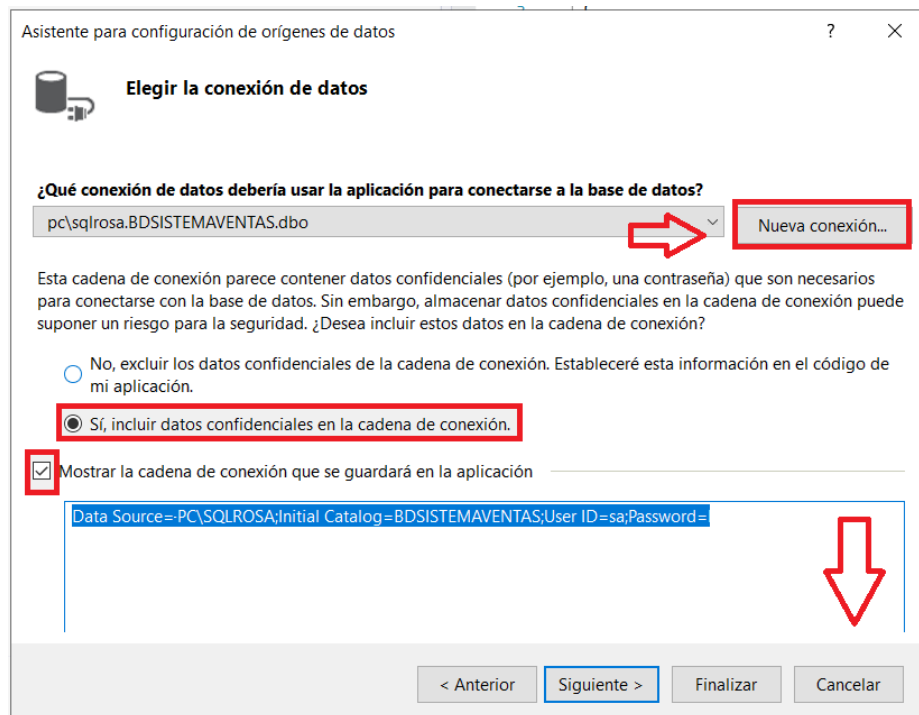 Asistente para configuración de orígenes de datos
?
Elegir la conexión de datos
¿Qué conexión de datos debería usar la aplicación para conectarse a la base de datos?
pc\sqlrosa.BDSISTEMAVENTAS.dbo
Nueva conexión...
Esta cadena de conexión parece contener datos confidenciales (por ejemplo, una contraseña) que son necesarios
para conectarse con la base de datos. Sin embargo, almacenar datos confidenciales en la cadena de conexión puede
suponer un riesgo para la seguridad. ¿Desea incluir estos datos en la cadena de conexión?
No, excluir los datos confidenciales de la cadena de conexión. Estableceré esta información en el código de
mi aplicación.
Sí, incluir datos confidenciales en la cadena de conexión.
Mostrar la cadena de conexión que se guardará en la aplicación
Data Source=-PC\SQLROSA;Initial Catalog=BDSISTEMAVENTAS;User ID=sa;Password=
< Anterior
Siguiente >
Finalizar
Cancelar